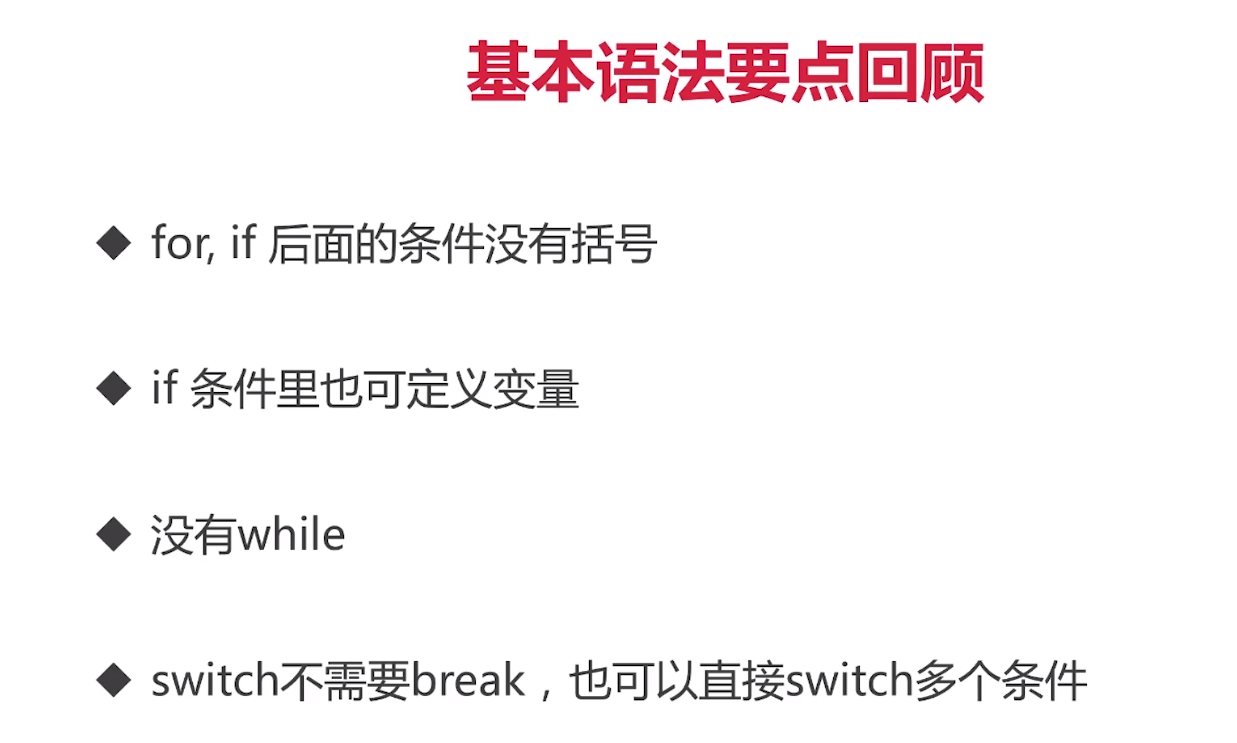 基本语法要点回顾
◆ for, if 后面的条件没有括号
◆ if 条件里也可定义变量
◆ 没有while
◆ switch不需要break，也可以直接switch多个条件